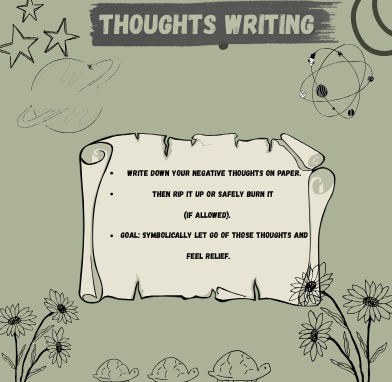 THOUGHTS WRITING
• WRITE DOWN YOUR NEGATIVE THOUGHTS ON PAPER.
• THEN RIP IT UP OR SAFELY BURN IT
(IF ALLOWED).
• GOAL: SYMBOLICALLY LET GO OF THOSE THOUGHTS AND
FEEL RELIEF.